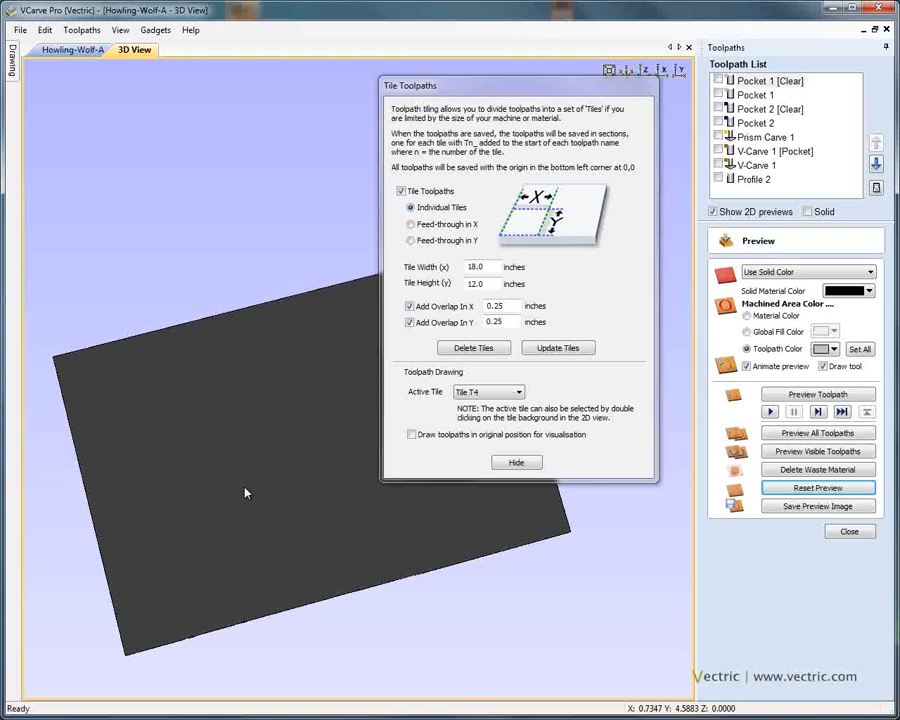 VCarve Pro [Vectric] - [Howling-Wolf-A - 3D View]
File Edit Toolpaths View Gadgets Help
Drawing
Howling-Wolf-A 3D View
Z X Y
Tile Toolpaths
Toolpath tiling allows you to divide toolpaths into a set of 'Tiles' if you
are limited by the size of your machine or material.
When the toolpaths are saved, the toolpaths will be saved in sections,
one for each tile with Tn_ added to the start of each toolpath name
where n = the number of the tile.
All toolpaths will be saved with the origin in the bottom left corner at 0,0
Tile Toolpaths
Individual Tiles
Feed-through in X
Feed-through in Y
X
Y
Tile Width (x) 18.0 inches
Tile Height (y) 12.0 inches
Add Overlap In X 0.25 inches
Add Overlap In Y 0.25 inches
Delete Tiles Update Tiles
Toolpath Drawing
Active Tile Tile T4
NOTE: The active tile can also be selected by double
clicking on the tile background in the 2D view.
Draw toolpaths in original position for visualisation
Hide
Toolpaths
Toolpath List
Pocket 1 [Clear]
Pocket 1
Pocket 2 [Clear]
Pocket 2
Prism Carve 1
V-Carve 1 [Pocket]
V-Carve 1
Profile 2
Show 2D previews Solid
Preview
Use Solid Color
Solid Material Color
Machined Area Color ....
Material Color
Global Fill Color
Toolpath Color Set All
Animate preview Draw tool
Preview Toolpath
Preview All Toolpaths
Preview Visible Toolpaths
Delete Waste Material
Reset Preview
Save Preview Image
Close
Vectric | www.vectric.com
Ready X: 0.7347 Y: 4.5883 Z: 0.0000